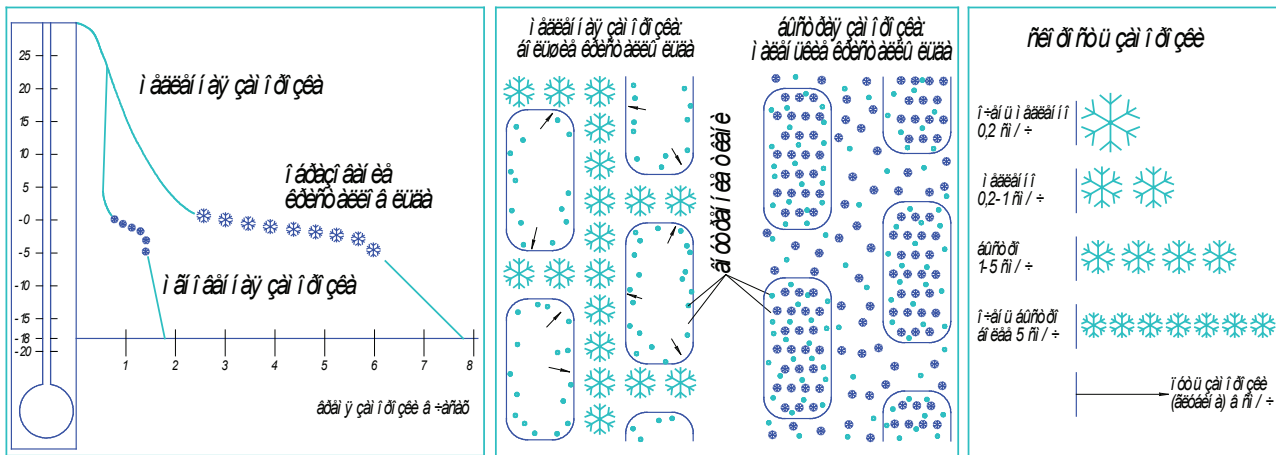 25
20
15
10
5
-0
-5
-10
-15
-18
-20
ìåäëåííàÿ çàìîðîçêà
îáðàçîâàíèå
êðèñòàëëîâ ëüäà
ìãíîâåííàÿ çàìîðîçêà
1 2 3 4 5 6 7 8
âðåìÿ çàìîðîçêè â ÷àñàõ
ìåäëåííàÿ çàìîðîçêà:
áîëüøèå êðèñòàëëû ëüäà
áûñòðàÿ çàìîðîçêà:
ìàëåíüêèå êðèñòàëëû ëüäà
âíóòðåííèå òêàíè
ñêîðîñòü çàìîðîçêè
î÷åíü ìåäëåííî
0,2 ñì / ÷
ìåäëåííî
0,2-1 ñì / ÷
áûñòðî
1-5 ñì / ÷
î÷åíü áûñòðî
áîëåå 5 ñì / ÷
ïóòü çàìîðîçêè
(ãëóáèíà) â ñì / ÷